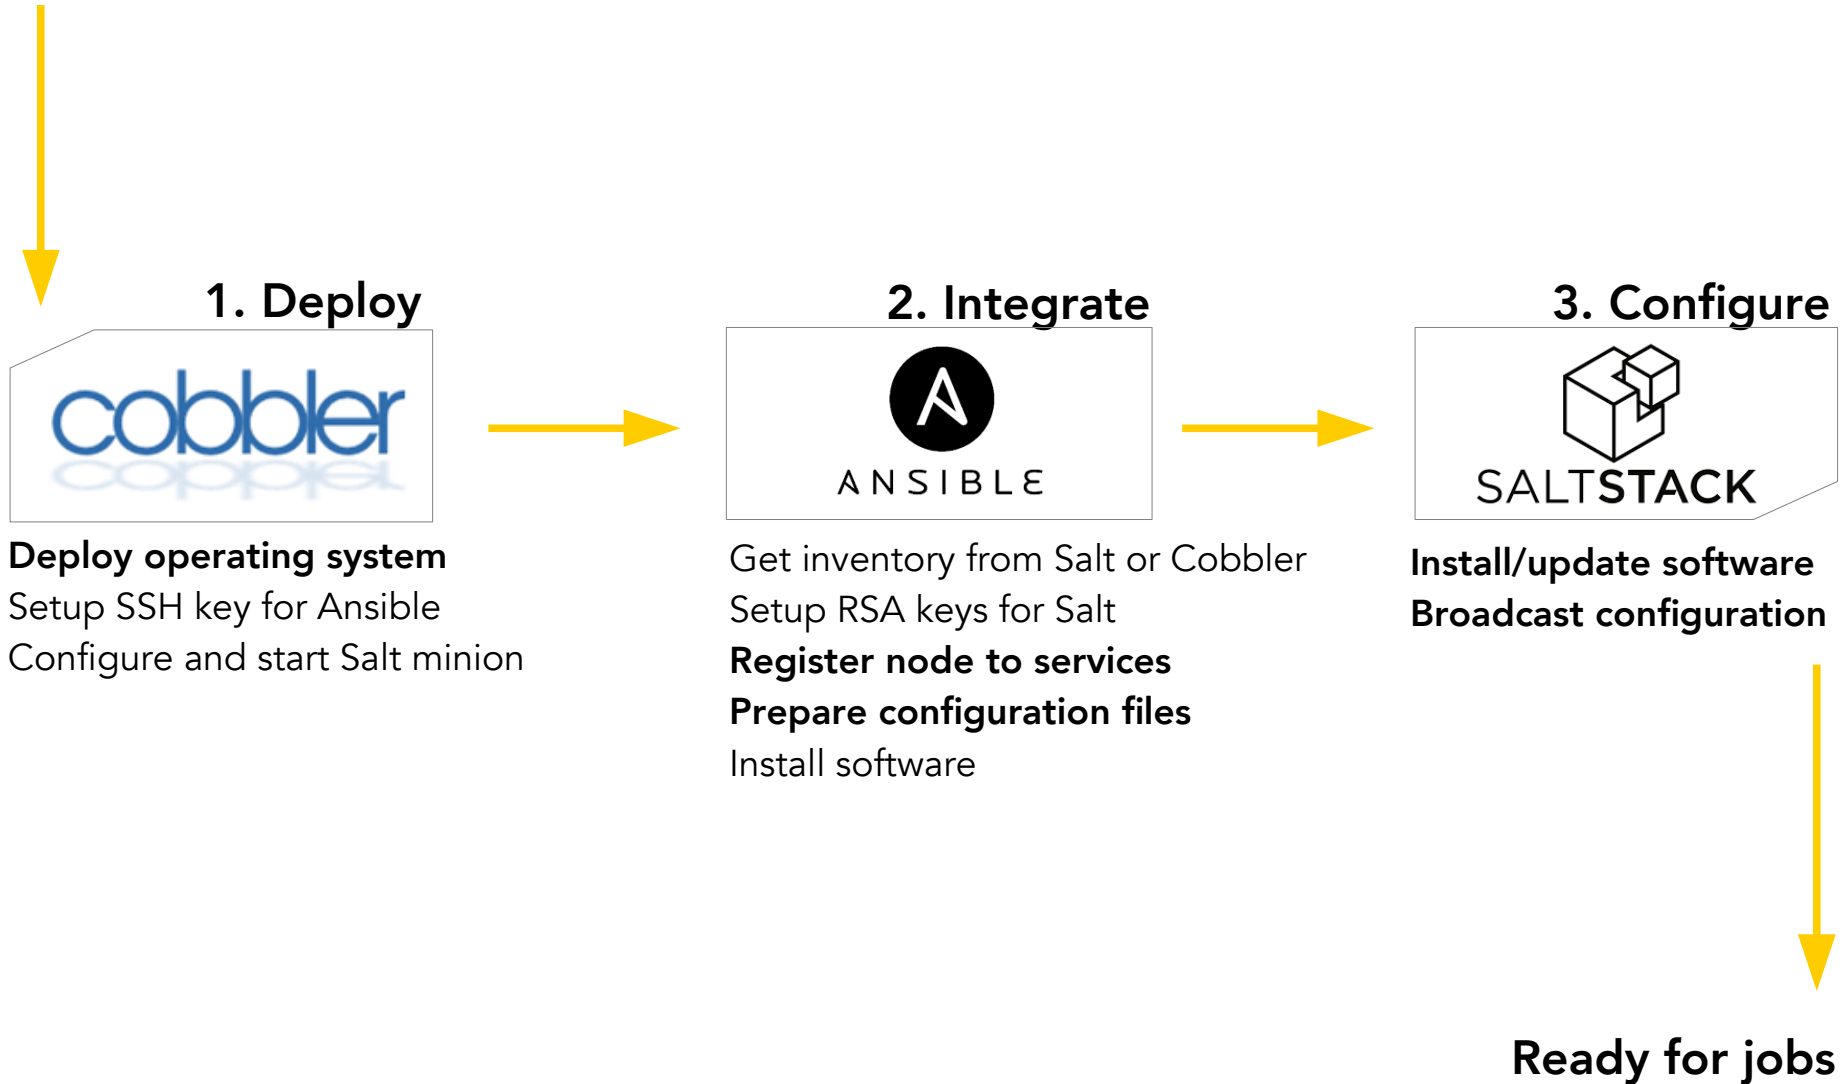 1. Deploy
cobbler
Deploy operating system
Setup SSH key for Ansible
Configure and start Salt minion
2. Integrate
ANSIBLE
Get inventory from Salt or Cobbler
Setup RSA keys for Salt
Register node to services
Prepare configuration files
Install software
3. Configure
SALTSTACK
Install/update software
Broadcast configuration
Ready for jobs